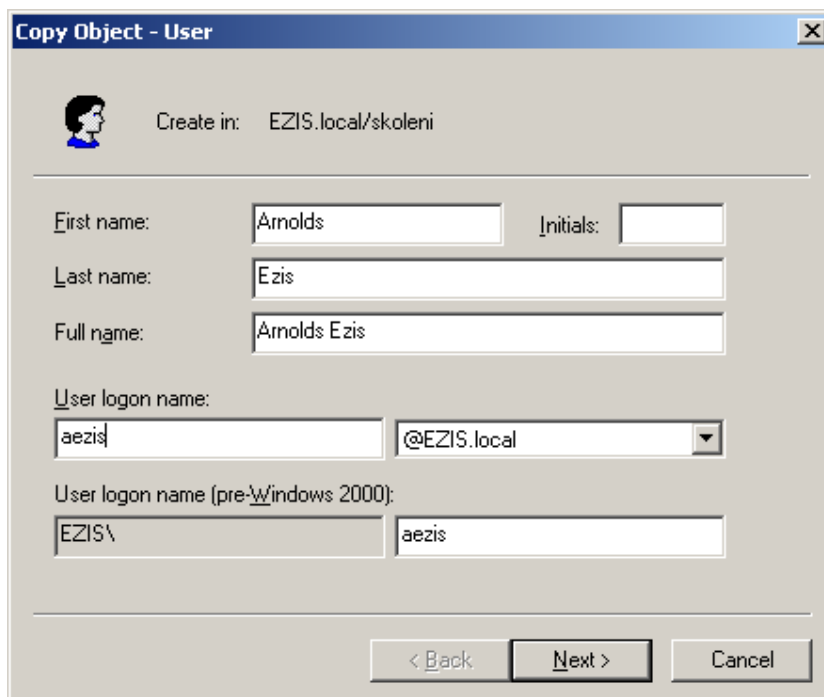 Copy Object - User
Create in: EZIS.local/skoleni
First name: Arnolds Initials:
Last name: Ezis
Full name: Arnolds Ezis
User logon name:
aezis @EZIS.local
User logon name (pre-Windows 2000):
EZIS\ aezis
< Back Next > Cancel